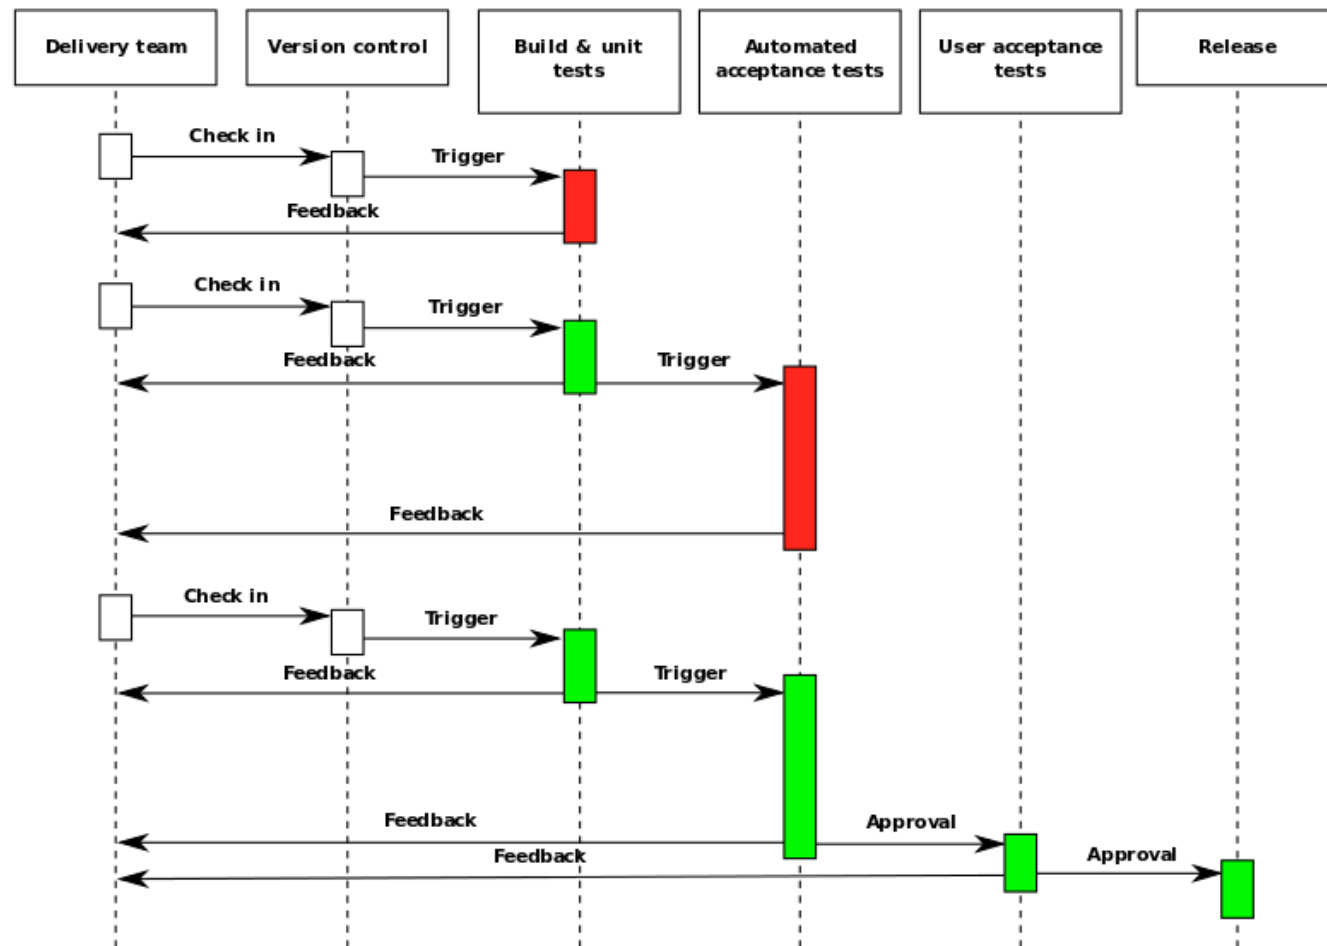 Delivery team
Version control
Build & unit
tests
Automated
acceptance tests
User acceptance
tests
Release
Check in
Trigger
Feedback
Check in
Trigger
Feedback
Trigger
Feedback
Check in
Trigger
Feedback
Trigger
Feedback
Approval
Feedback
Approval